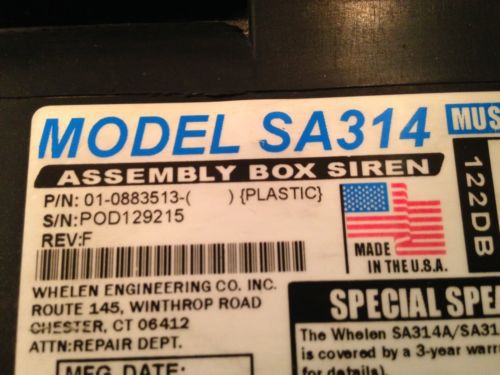 MODEL SA314
MUS
ASSEMBLY BOX SIREN
P/N: 01-0883513-( ) {PLASTIC}
S/N:POD129215
REV:F
122DB
MADE
IN THE U.S.A.
WHELEN ENGINEERING CO. INC.
ROUTE 145, WINTHROP ROAD
CHESTER, CT 06412
ATTN:REPAIR DEPT.
MFG. DATE:
SPECIAL SPE
The Whelen SA314A/SA31
is covered by a 3-year warr
for details).